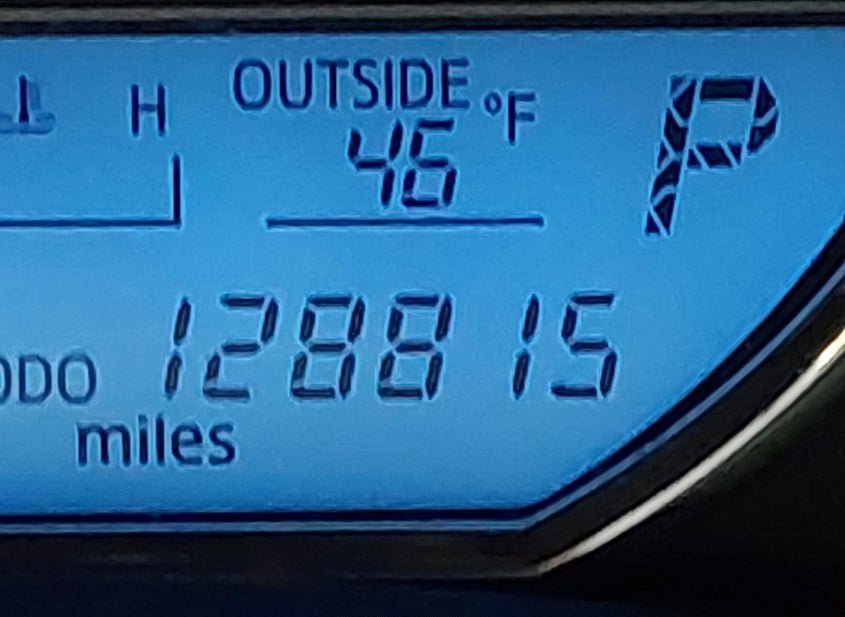 H OUTSIDE °F P
46
ODO 128815
miles